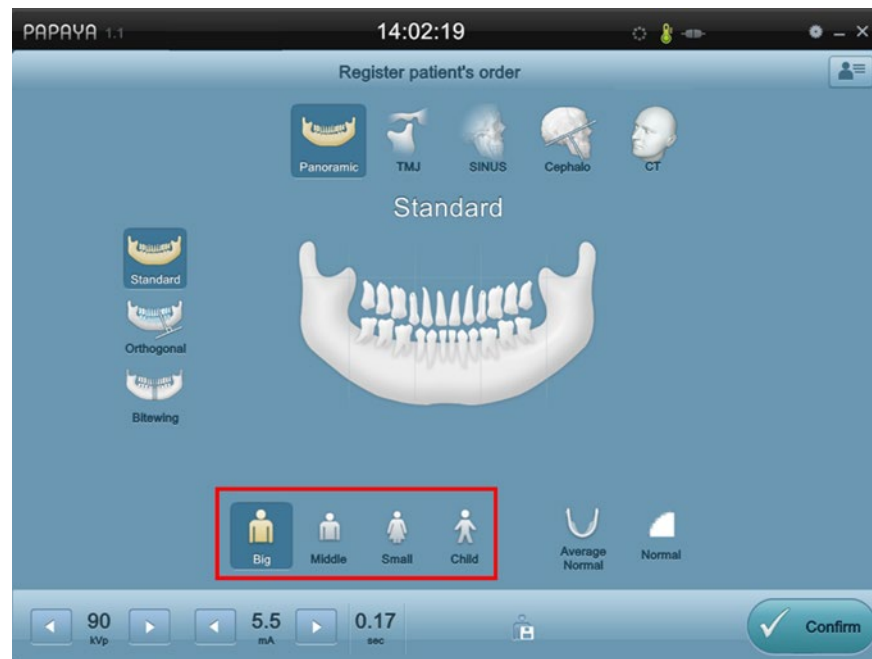 PAPAYA 1.1
14:02:19
Register patient's order
Panoramic
TMJ
SINUS
Cephalo
CT
Standard
Standard
Orthogonal
Bitewing
Big
Middle
Small
Child
Average
Normal
Normal
90
kVp
5.5
mA
0.17
sec
Confirm